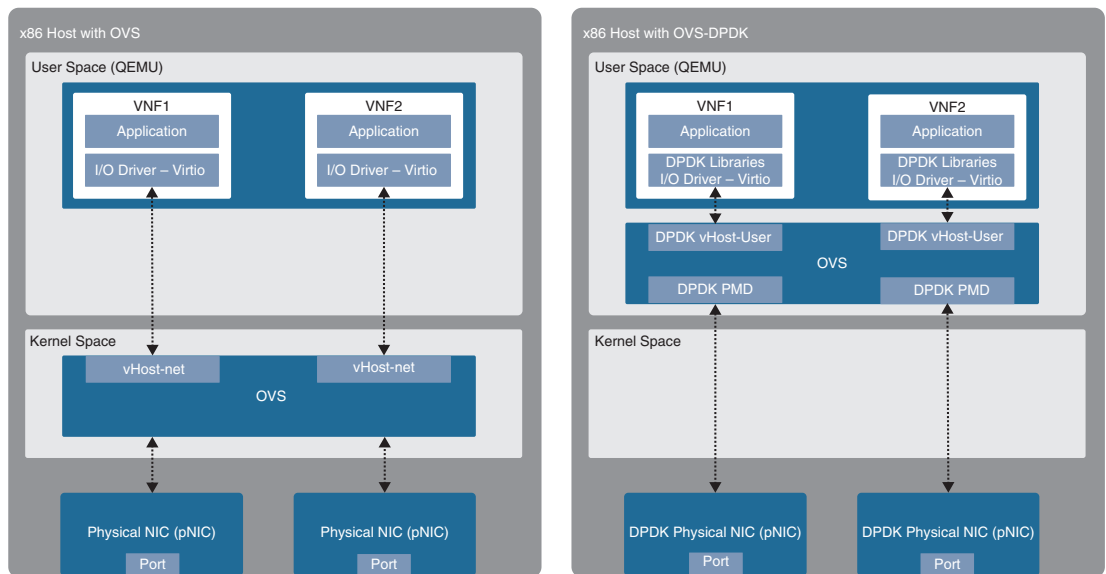 x86 Host with OVS
User Space (QEMU)
VNF1
Application
I/O Driver – Virtio
VNF2
Application
I/O Driver – Virtio
Kernel Space
vHost-net
vHost-net
OVS
Physical NIC (pNIC)
Port
Physical NIC (pNIC)
Port
x86 Host with OVS-DPDK
User Space (QEMU)
VNF1
Application
DPDK Libraries
I/O Driver – Virtio
VNF2
Application
DPDK Libraries
I/O Driver – Virtio
DPDK vHost-User
DPDK vHost-User
OVS
DPDK PMD
DPDK PMD
Kernel Space
DPDK Physical NIC (pNIC)
Port
DPDK Physical NIC (pNIC)
Port